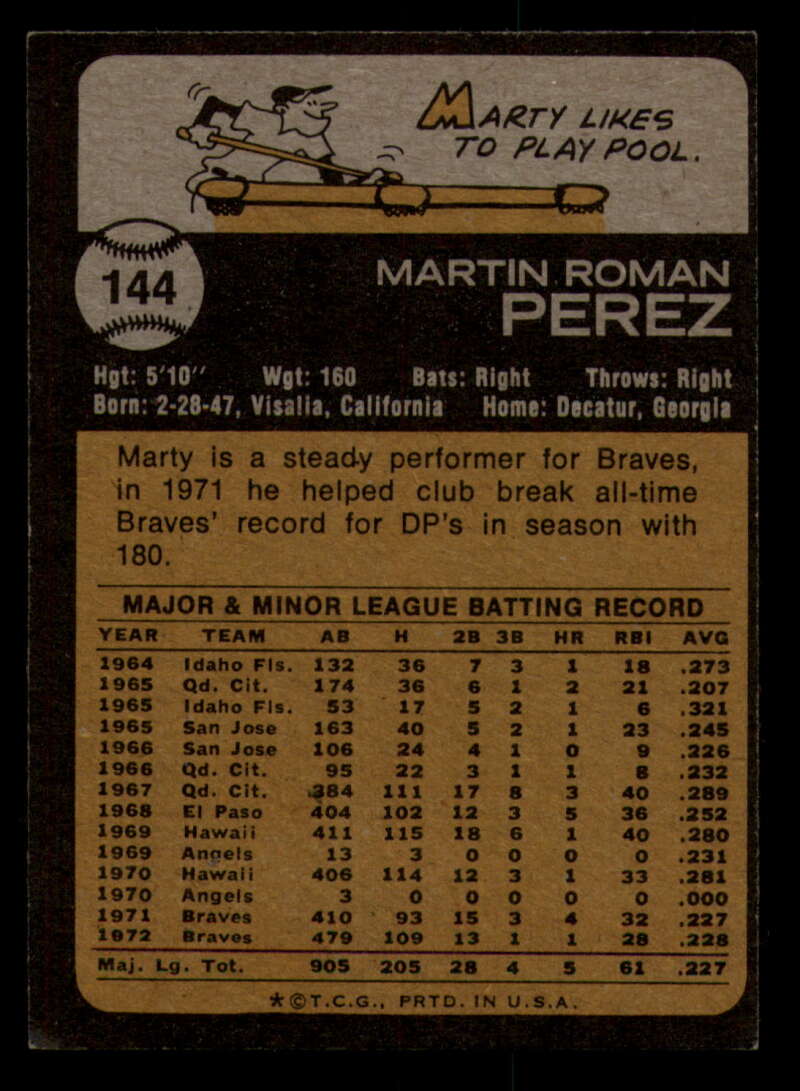 MARTY LIKES
TO PLAY POOL.
144
MARTIN ROMAN
PEREZ
Hgt: 5'10" Wgt: 160 Bats: Right Throws: Right
Born: 2-28-47, Visalia, California Home: Decatur, Georgia
Marty is a steady performer for Braves,
in 1971 he helped club break all-time
Braves' record for DP's in season with
180.
MAJOR & MINOR LEAGUE BATTING RECORD
YEAR TEAM AB H 2B 3B HR RBI AVG
1964 Idaho Fls. 132 36 7 3 1 18 .273
1965 Qd. Cit. 174 36 6 1 2 21 .207
1965 Idaho Fls. 53 17 5 2 1 6 .321
1965 San Jose 163 40 5 2 1 23 .245
1966 San Jose 106 24 4 1 0 9 .226
1966 Qd. Cit. 95 22 3 1 1 8 .232
1967 Qd. Cit. 384 111 17 8 3 40 .289
1968 El Paso 404 102 12 3 5 36 .252
1969 Hawaii 411 115 18 6 1 40 .280
1969 Angels 13 3 0 0 0 0 .231
1970 Hawaii 406 114 12 3 1 33 .281
1970 Angels 3 0 0 0 0 0 .000
1971 Braves 410 93 15 3 4 32 .227
1972 Braves 479 109 13 1 1 28 .228
Maj. Lg. Tot. 905 205 28 4 5 61 .227
*©T.C.G., PRTD. IN U.S.A.